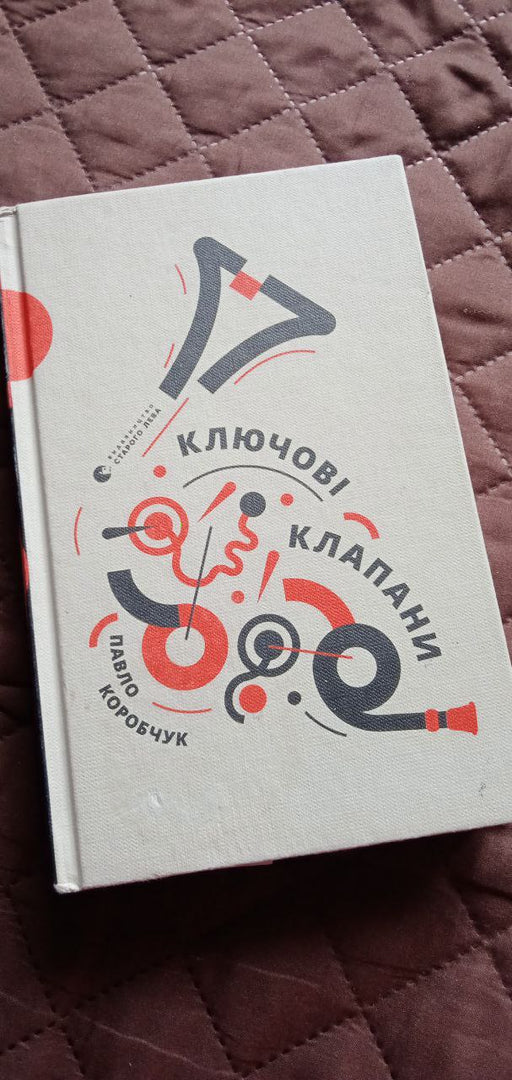 ВИДАВНИЦТВО
СТАРОГО ЛЕВА
КЛЮЧОВІ
КЛАПАНИ
ПАВЛО
КОРОБЧУК